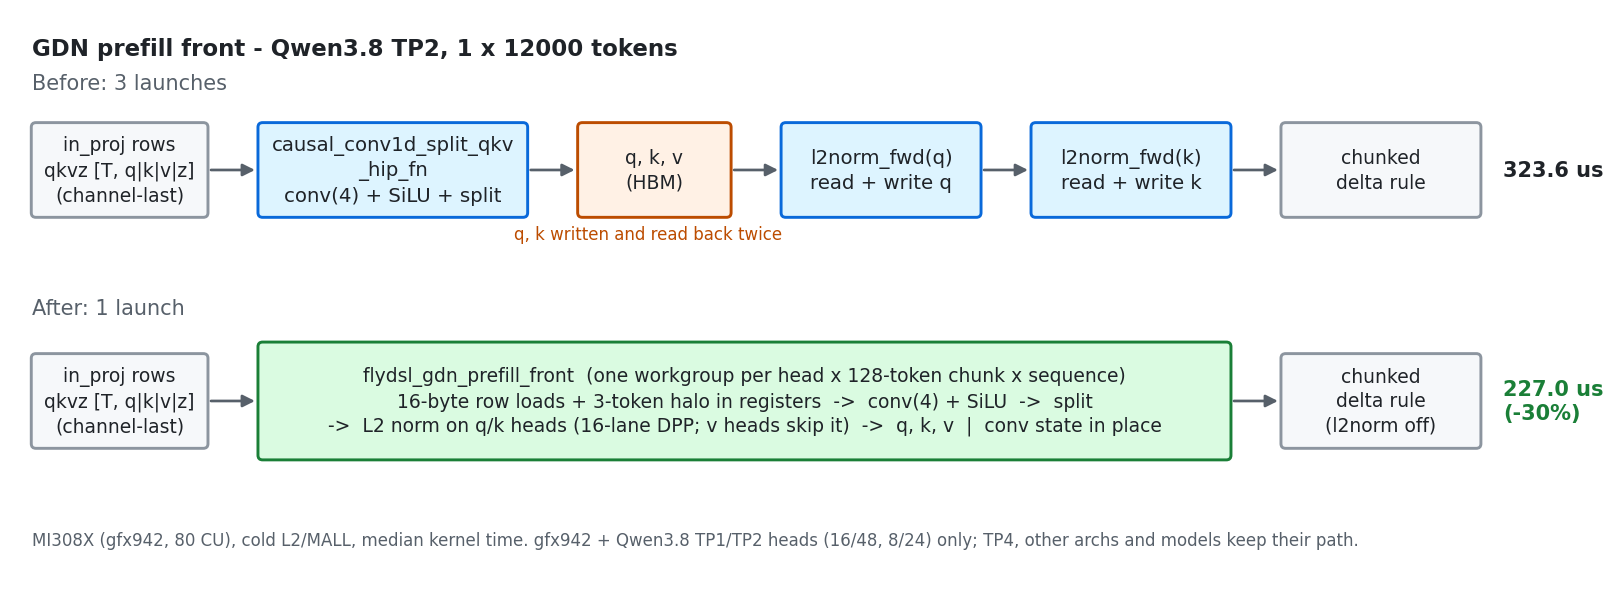 GDN prefill front - Qwen3.8 TP2, 1 x 12000 tokens
Before: 3 launches
in_proj rows
qkvz [T, q|k|v|z]
(channel-last)
causal_conv1d_split_qkv
_hip_fn
conv(4) + SiLU + split
q, k, v
(HBM)
l2norm_fwd(q)
read + write q
l2norm_fwd(k)
read + write k
chunked
delta rule
323.6 us
q, k written and read back twice
After: 1 launch
in_proj rows
qkvz [T, q|k|v|z]
(channel-last)
flydsl_gdn_prefill_front  (one workgroup per head x 128-token chunk x sequence)
16-byte row loads + 3-token halo in registers  ->  conv(4) + SiLU  ->  split
->  L2 norm on q/k heads (16-lane DPP; v heads skip it)  ->  q, k, v  |  conv state in place
chunked
delta rule
(l2norm off)
227.0 us
(-30%)
MI308X (gfx942, 80 CU), cold L2/MALL, median kernel time. gfx942 + Qwen3.8 TP1/TP2 heads (16/48, 8/24) only; TP4, other archs and models keep their path.